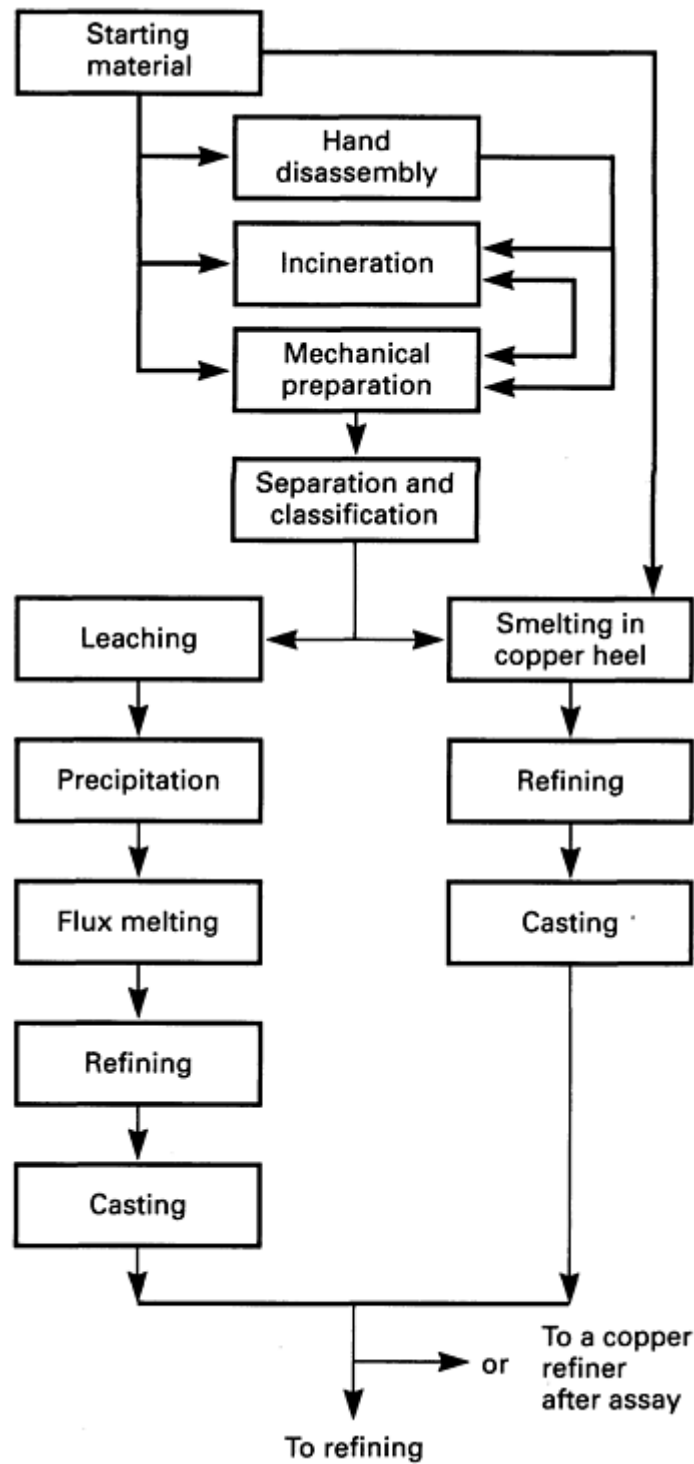 Starting
material
Hand
disassembly
Incineration
Mechanical
preparation
Separation and
classification
Leaching
Smelting in
copper heel
Precipitation
Refining
Flux melting
Casting
Refining
Casting
or
To a copper
refiner
after assay
To refining